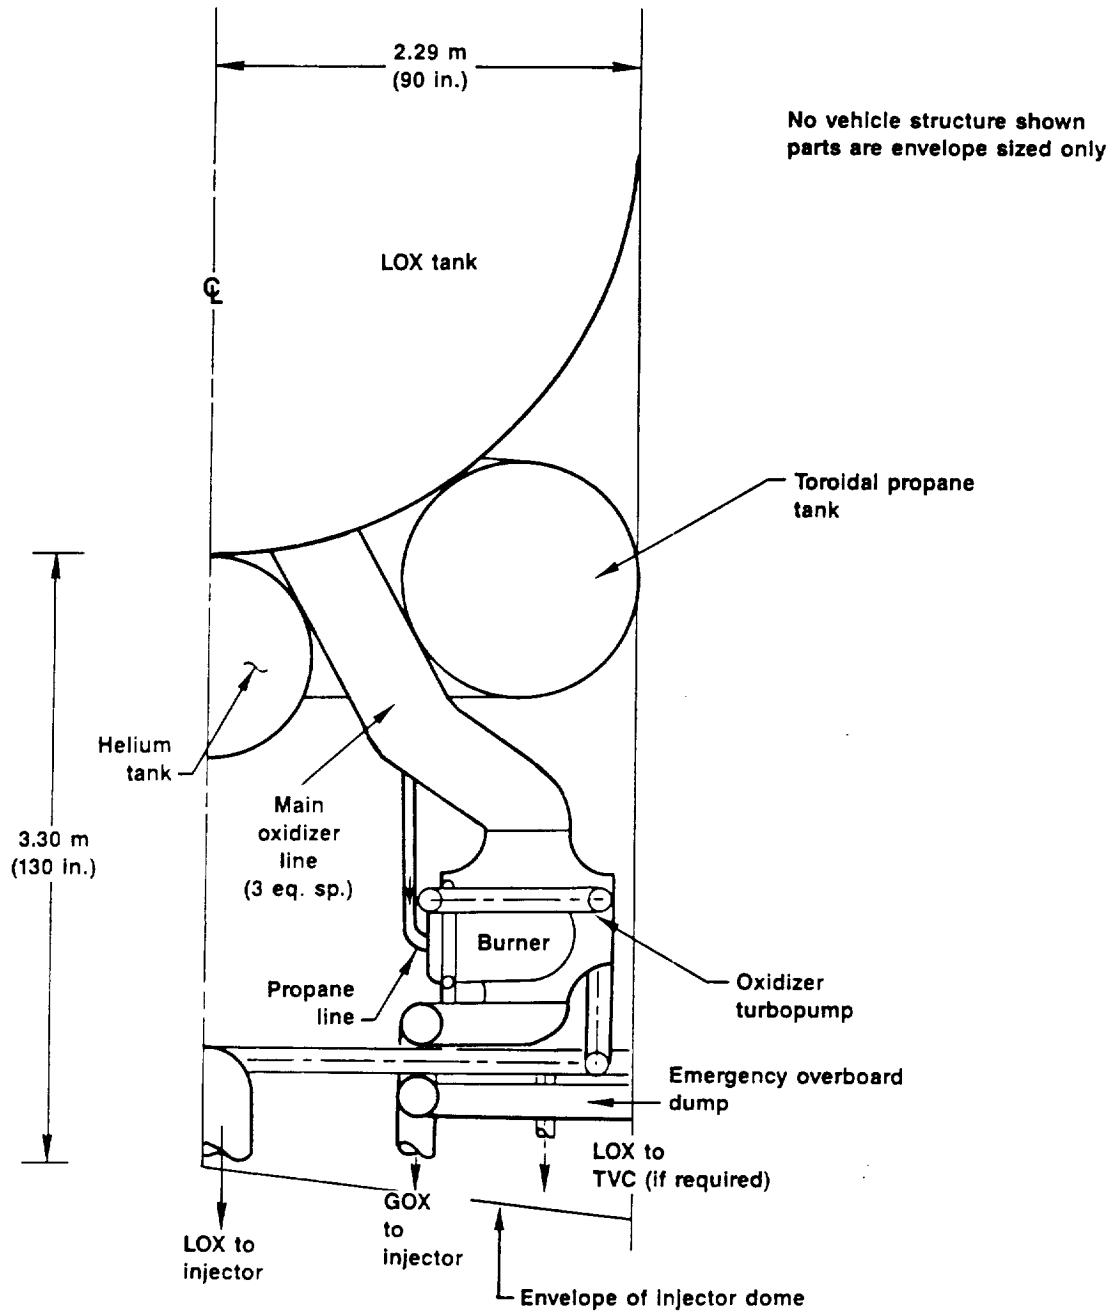 2.29 m
(90 in.)
No vehicle structure shown
parts are envelope sized only
LOX tank
℄
Toroidal propane
tank
Helium
tank
Main
oxidizer
line
(3 eq. sp.)
3.30 m
(130 in.)
Burner
Propane
line
Oxidizer
turbopump
Emergency overboard
dump
LOX to
TVC (if required)
GOX
to
injector
LOX to
injector
Envelope of injector dome